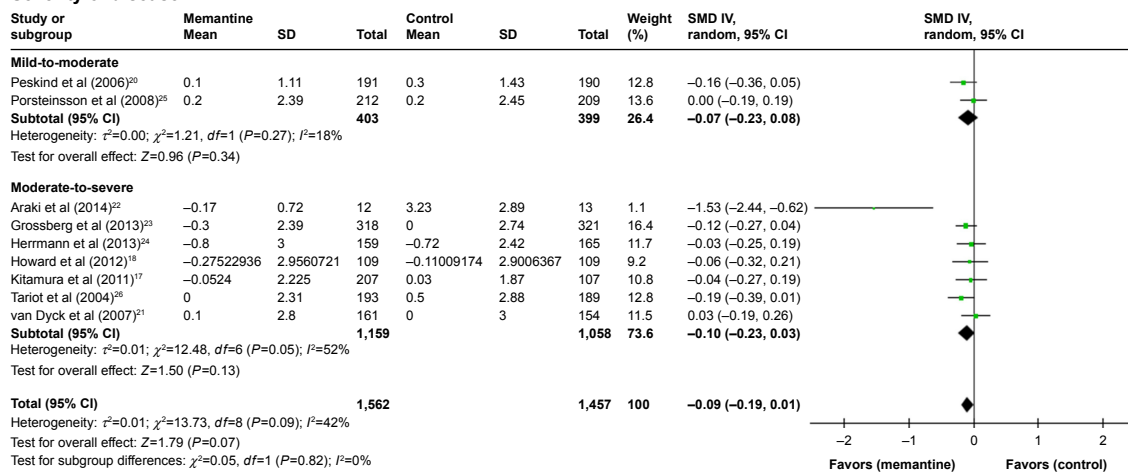 Study or subgroup Memantine Mean SD Total Control Mean SD Total Weight (%) SMD IV, random, 95% CI SMD IV, random, 95% CI
Mild-to-moderate
Peskind et al (2006)²⁰ 0.1 1.11 191 0.3 1.43 190 12.8 –0.16 (–0.36, 0.05)
Porsteinsson et al (2008)²⁵ 0.2 2.39 212 0.2 2.45 209 13.6 0.00 (–0.19, 0.19)
Subtotal (95% CI) 403 399 26.4 –0.07 (–0.23, 0.08)
Heterogeneity: τ²=0.00; χ²=1.21, df=1 (P=0.27); I²=18%
Test for overall effect: Z=0.96 (P=0.34)
Moderate-to-severe
Araki et al (2014)²² –0.17 0.72 12 3.23 2.89 13 1.1 –1.53 (–2.44, –0.62)
Grossberg et al (2013)²³ –0.3 2.39 318 0 2.74 321 16.4 –0.12 (–0.27, 0.04)
Herrmann et al (2013)²⁴ –0.8 3 159 –0.72 2.42 165 11.7 –0.03 (–0.25, 0.19)
Howard et al (2012)¹⁸ –0.27522936 2.9560721 109 –0.11009174 2.9006367 109 9.2 –0.06 (–0.32, 0.21)
Kitamura et al (2011)¹⁷ –0.0524 2.225 207 0.03 1.87 107 10.8 –0.04 (–0.27, 0.19)
Tariot et al (2004)²⁶ 0 2.31 193 0.5 2.88 189 12.8 –0.19 (–0.39, 0.01)
van Dyck et al (2007)²¹ 0.1 2.8 161 0 3 154 11.5 0.03 (–0.19, 0.26)
Subtotal (95% CI) 1,159 1,058 73.6 –0.10 (–0.23, 0.03)
Heterogeneity: τ²=0.01; χ²=12.48, df=6 (P=0.05); I²=52%
Test for overall effect: Z=1.50 (P=0.13)
Total (95% CI) 1,562 1,457 100 –0.09 (–0.19, 0.01)
Heterogeneity: τ²=0.01; χ²=13.73, df=8 (P=0.09); I²=42%
Test for overall effect: Z=1.79 (P=0.07)
Test for subgroup differences: χ²=0.05, df=1 (P=0.82); I²=0%
–2 –1 0 1 2
Favors (memantine) Favors (control)